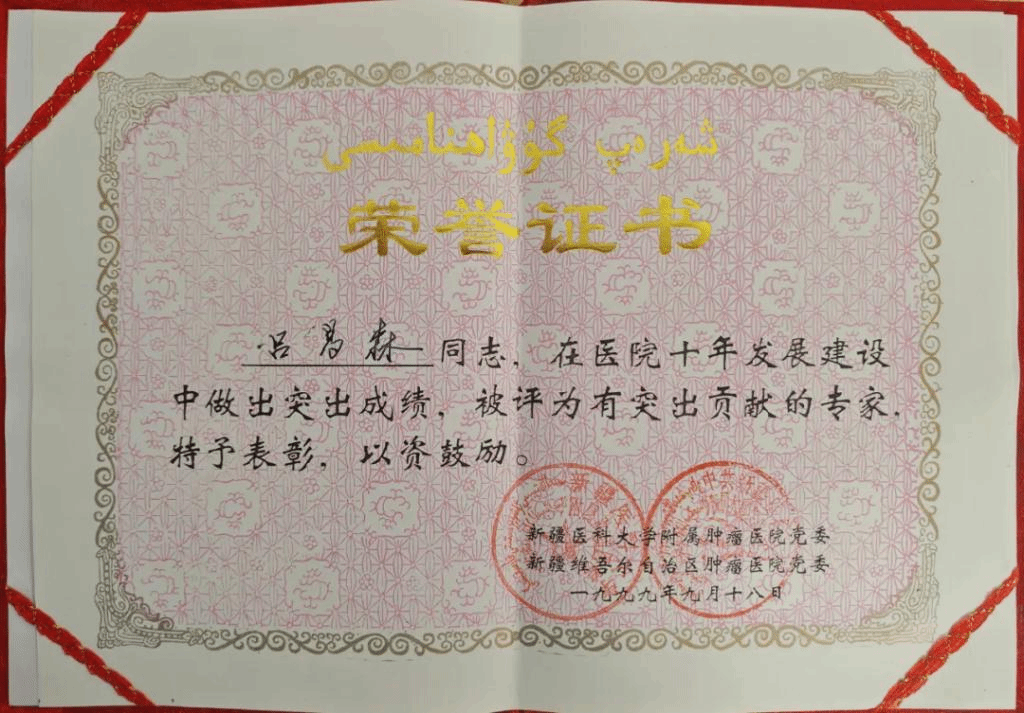 شەرەپ گۇۋاھنامىسى
荣誉证书
吕昌森同志，在医院十年发展建设
中做出突出成绩，被评为有突出贡献的专家，
特予表彰，以资鼓励。
新疆医科大学附属肿瘤医院党委
新疆维吾尔自治区肿瘤医院党委
一九九九年九月十八日